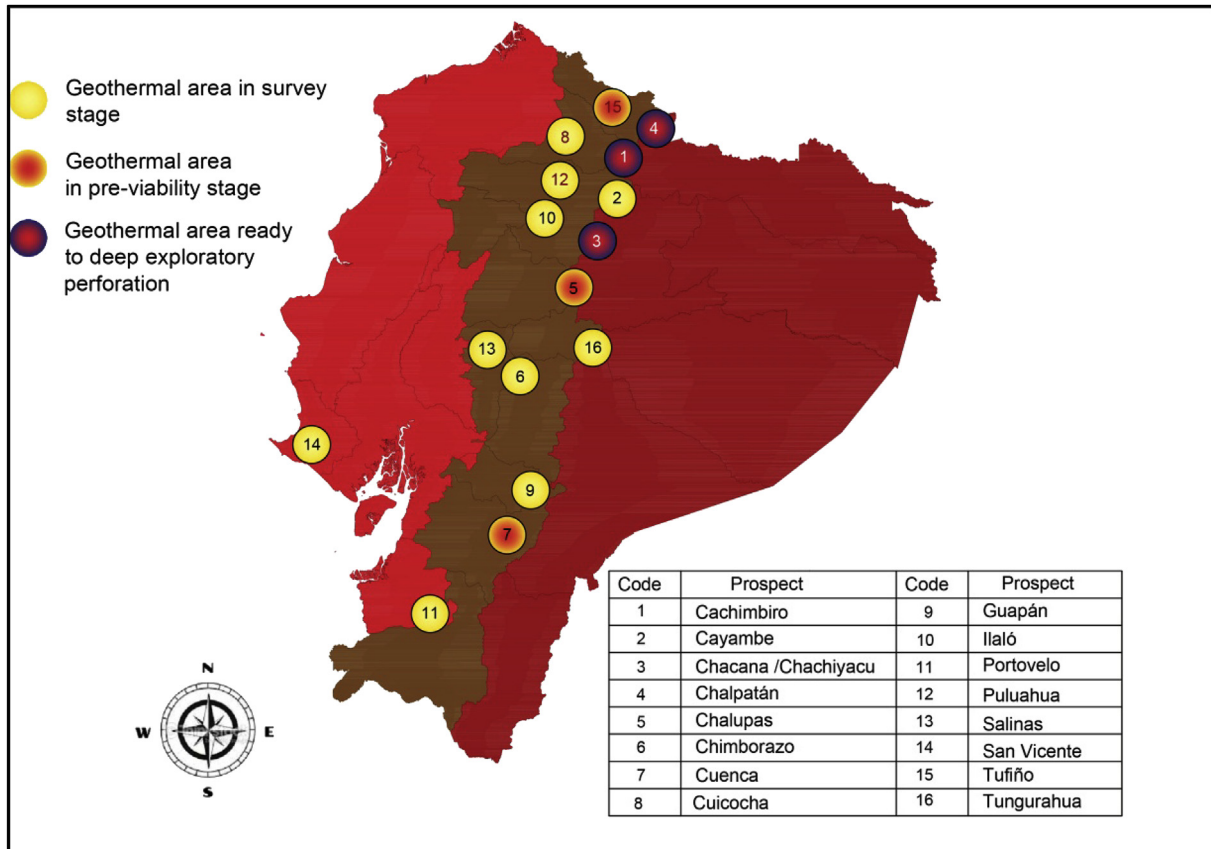 Geothermal area in survey
stage
Geothermal area
in pre-viability stage
Geothermal area ready
to deep exploratory
perforation
15
4
8
1
12
2
10
3
5
13
16
6
14
9
7
11
N
W E
S
Code Prospect Code Prospect
1 Cachimbiro 9 Guapán
2 Cayambe 10 Ilaló
3 Chacana /Chachiyacu 11 Portovelo
4 Chalpatán 12 Puluahua
5 Chalupas 13 Salinas
6 Chimborazo 14 San Vicente
7 Cuenca 15 Tufiño
8 Cuicocha 16 Tungurahua